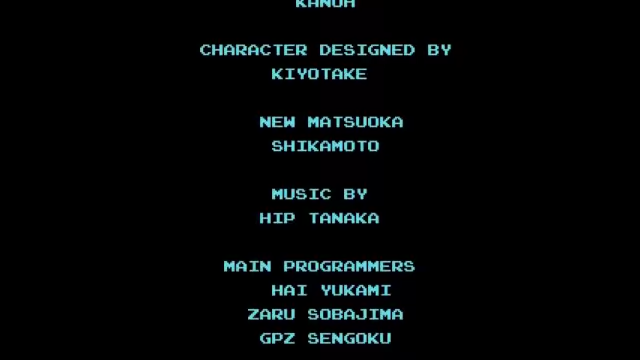 KANOH
CHARACTER DESIGNED BY
KIYOTAKE
NEW MATSUOKA
SHIKAMOTO
MUSIC BY
HIP TANAKA
MAIN PROGRAMMERS
HAI YUKAMI
ZARU SOBAJIMA
GPZ SENGOKU